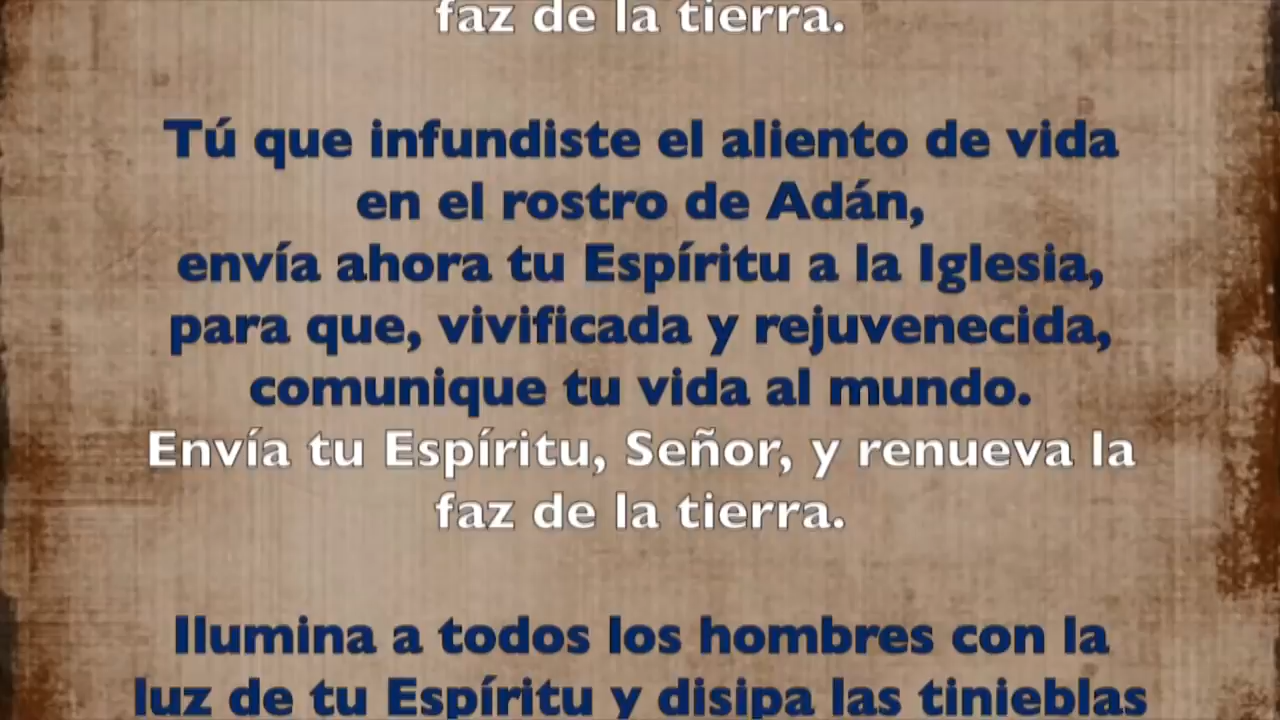 faz de la tierra.
Tú que infundiste el aliento de vida
en el rostro de Adán,
envía ahora tu Espíritu a la Iglesia,
para que, vivificada y rejuvenecida,
comunique tu vida al mundo.
Envía tu Espíritu, Señor, y renueva la
faz de la tierra.
Ilumina a todos los hombres con la
luz de tu Espíritu y disipa las tinieblas